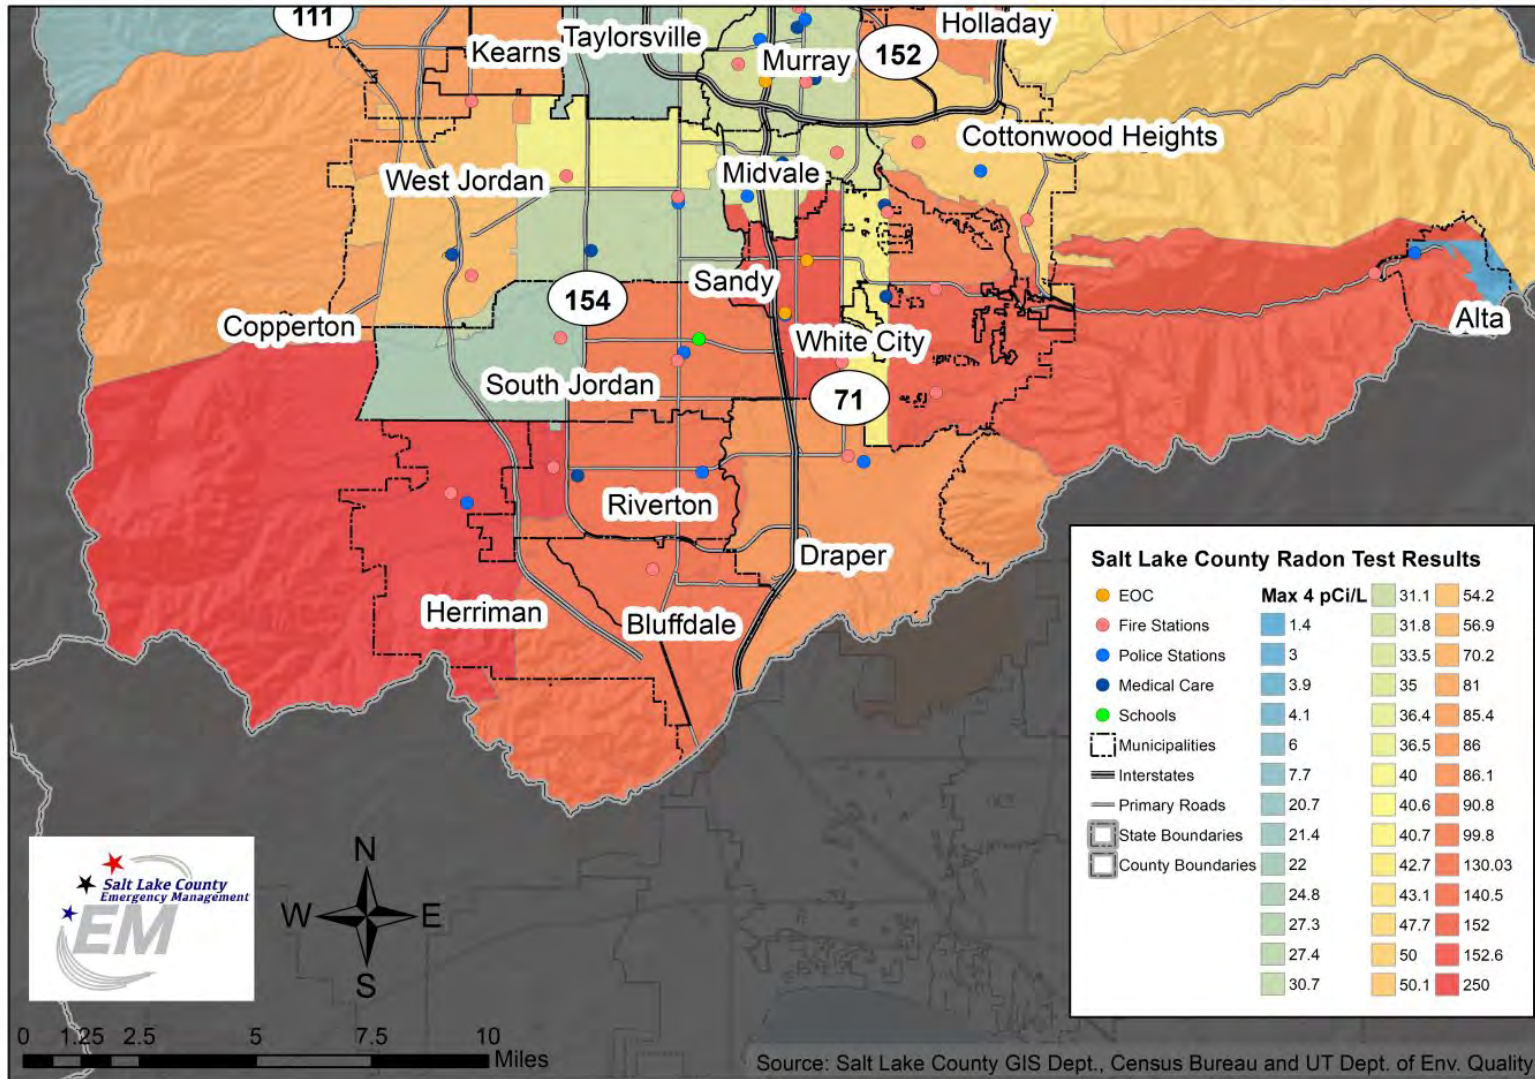 111
Kearns
Taylorsville
Murray
152
Holladay
Cottonwood Heights
West Jordan
Midvale
154
Sandy
Copperton
White City
Alta
South Jordan
71
Riverton
Draper
Herriman
Bluffdale
Salt Lake County Radon Test Results
EOC
Fire Stations
Police Stations
Medical Care
Schools
Municipalities
Interstates
Primary Roads
State Boundaries
County Boundaries
Max 4 pCi/L
1.4
3
3.9
4.1
6
7.7
20.7
21.4
22
24.8
27.3
27.4
30.7
31.1
31.8
33.5
35
36.4
36.5
40
40.6
40.7
42.7
43.1
47.7
50
50.1
54.2
56.9
70.2
81
85.4
86
86.1
90.8
99.8
130.03
140.5
152
152.6
250
Salt Lake County
Emergency Management
EM
N
W E
S
0 1.25 2.5 5 7.5 10
Miles
Source: Salt Lake County GIS Dept., Census Bureau and UT Dept. of Env. Quality